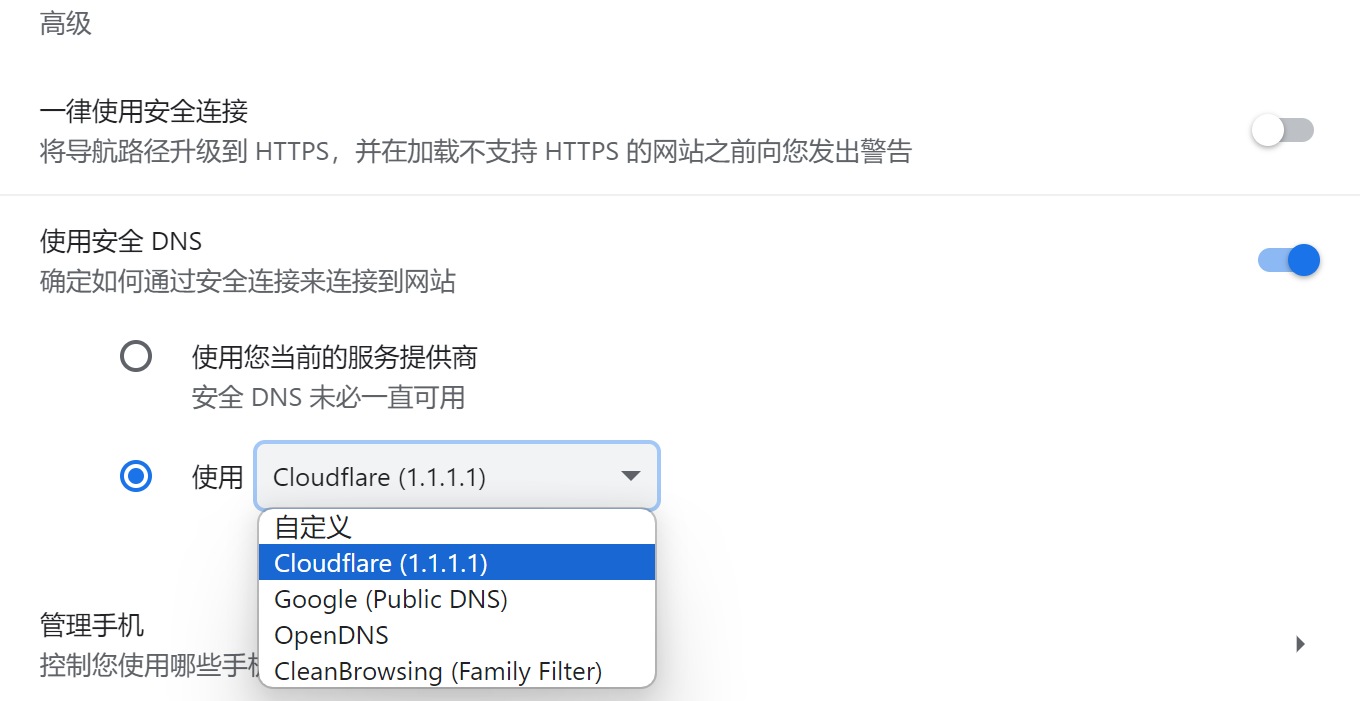 高级
一律使用安全连接
将导航路径升级到 HTTPS，并在加载不支持 HTTPS 的网站之前向您发出警告
使用安全 DNS
确定如何通过安全连接来连接到网站
使用您当前的服务提供商
安全 DNS 未必一直可用
使用 Cloudflare (1.1.1.1)
自定义
Cloudflare (1.1.1.1)
Google (Public DNS)
OpenDNS
CleanBrowsing (Family Filter)
管理手机
控制您使用哪些手机